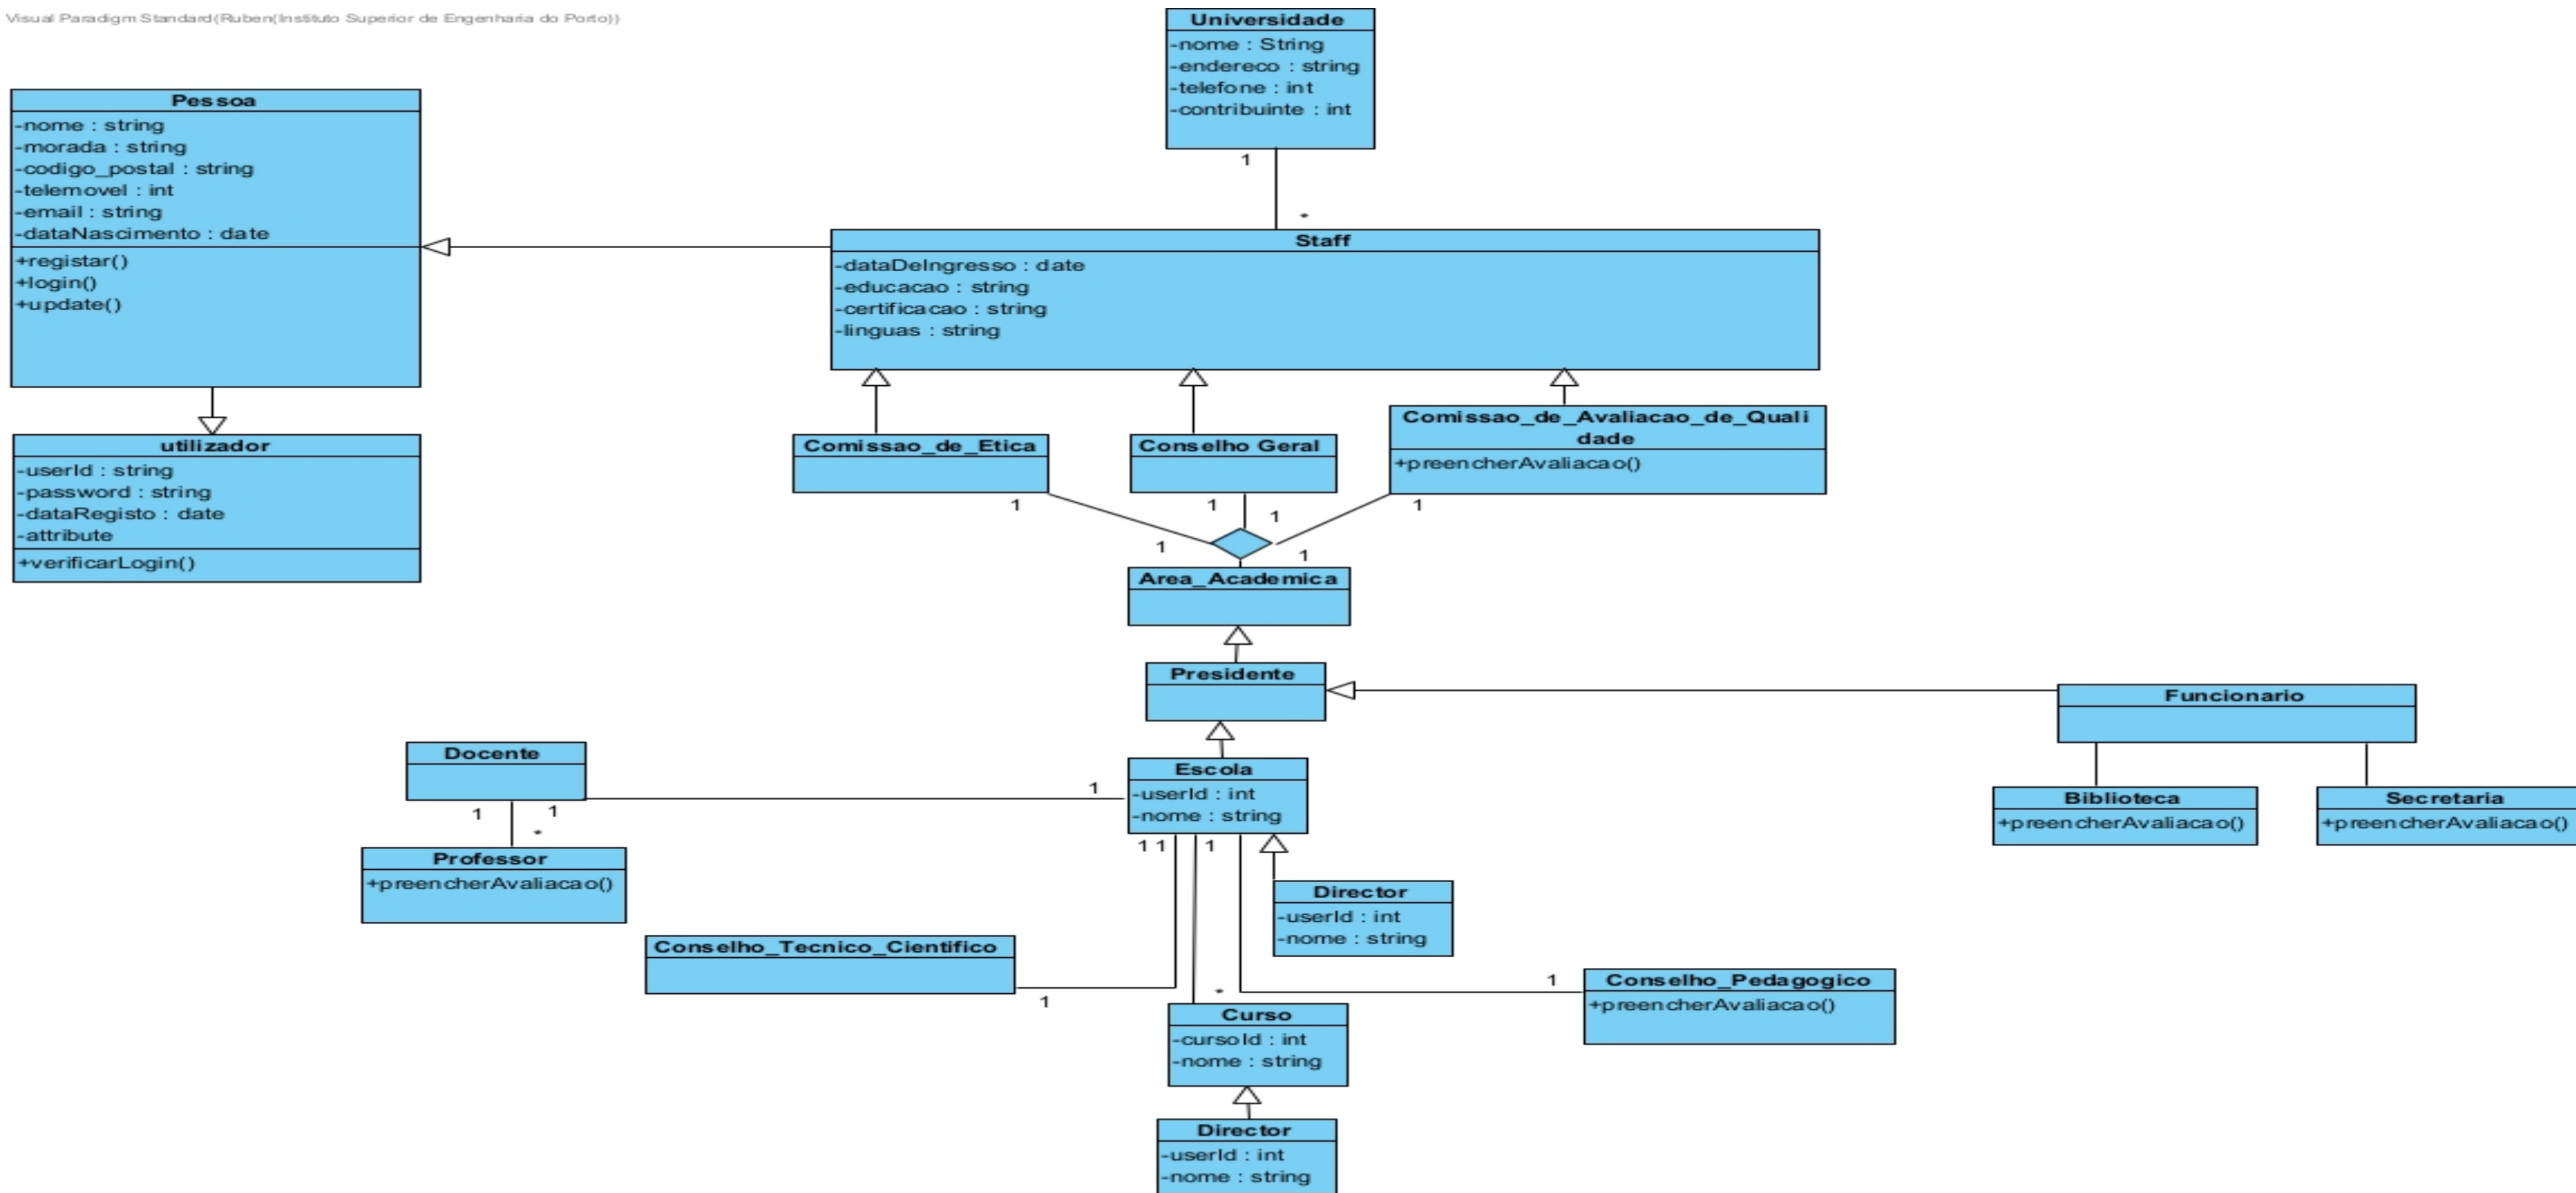 Visual Paradigm Standard(Ruben(Instituto Superior de Engenharia do Porto))
Universidade
-nome : String
-endereco : string
-telefone : int
-contribuinte : int
1
*
Pessoa
-nome : string
-morada : string
-codigo_postal : string
-telemovel : int
-email : string
-dataNascimento : date
+registar()
+login()
+update()
Staff
-dataDeIngresso : date
-educacao : string
-certificacao : string
-linguas : string
utilizador
-userId : string
-password : string
-dataRegisto : date
-attribute
+verificarLogin()
Comissao_de_Etica
Conselho Geral
Comissao_de_Avaliacao_de_Quali
dade
+preencherAvaliacao()
1
1
1
1
1
1
Area_Academica
Presidente
Funcionario
Docente
Escola
-userId : int
-nome : string
1
1
1
*
Biblioteca
+preencherAvaliacao()
Secretaria
+preencherAvaliacao()
Professor
+preencherAvaliacao()
1 1
1
Director
-userId : int
-nome : string
Conselho_Tecnico_Cientifico
1
*
1
Conselho_Pedagogico
+preencherAvaliacao()
Curso
-cursoId : int
-nome : string
Director
-userId : int
-nome : string